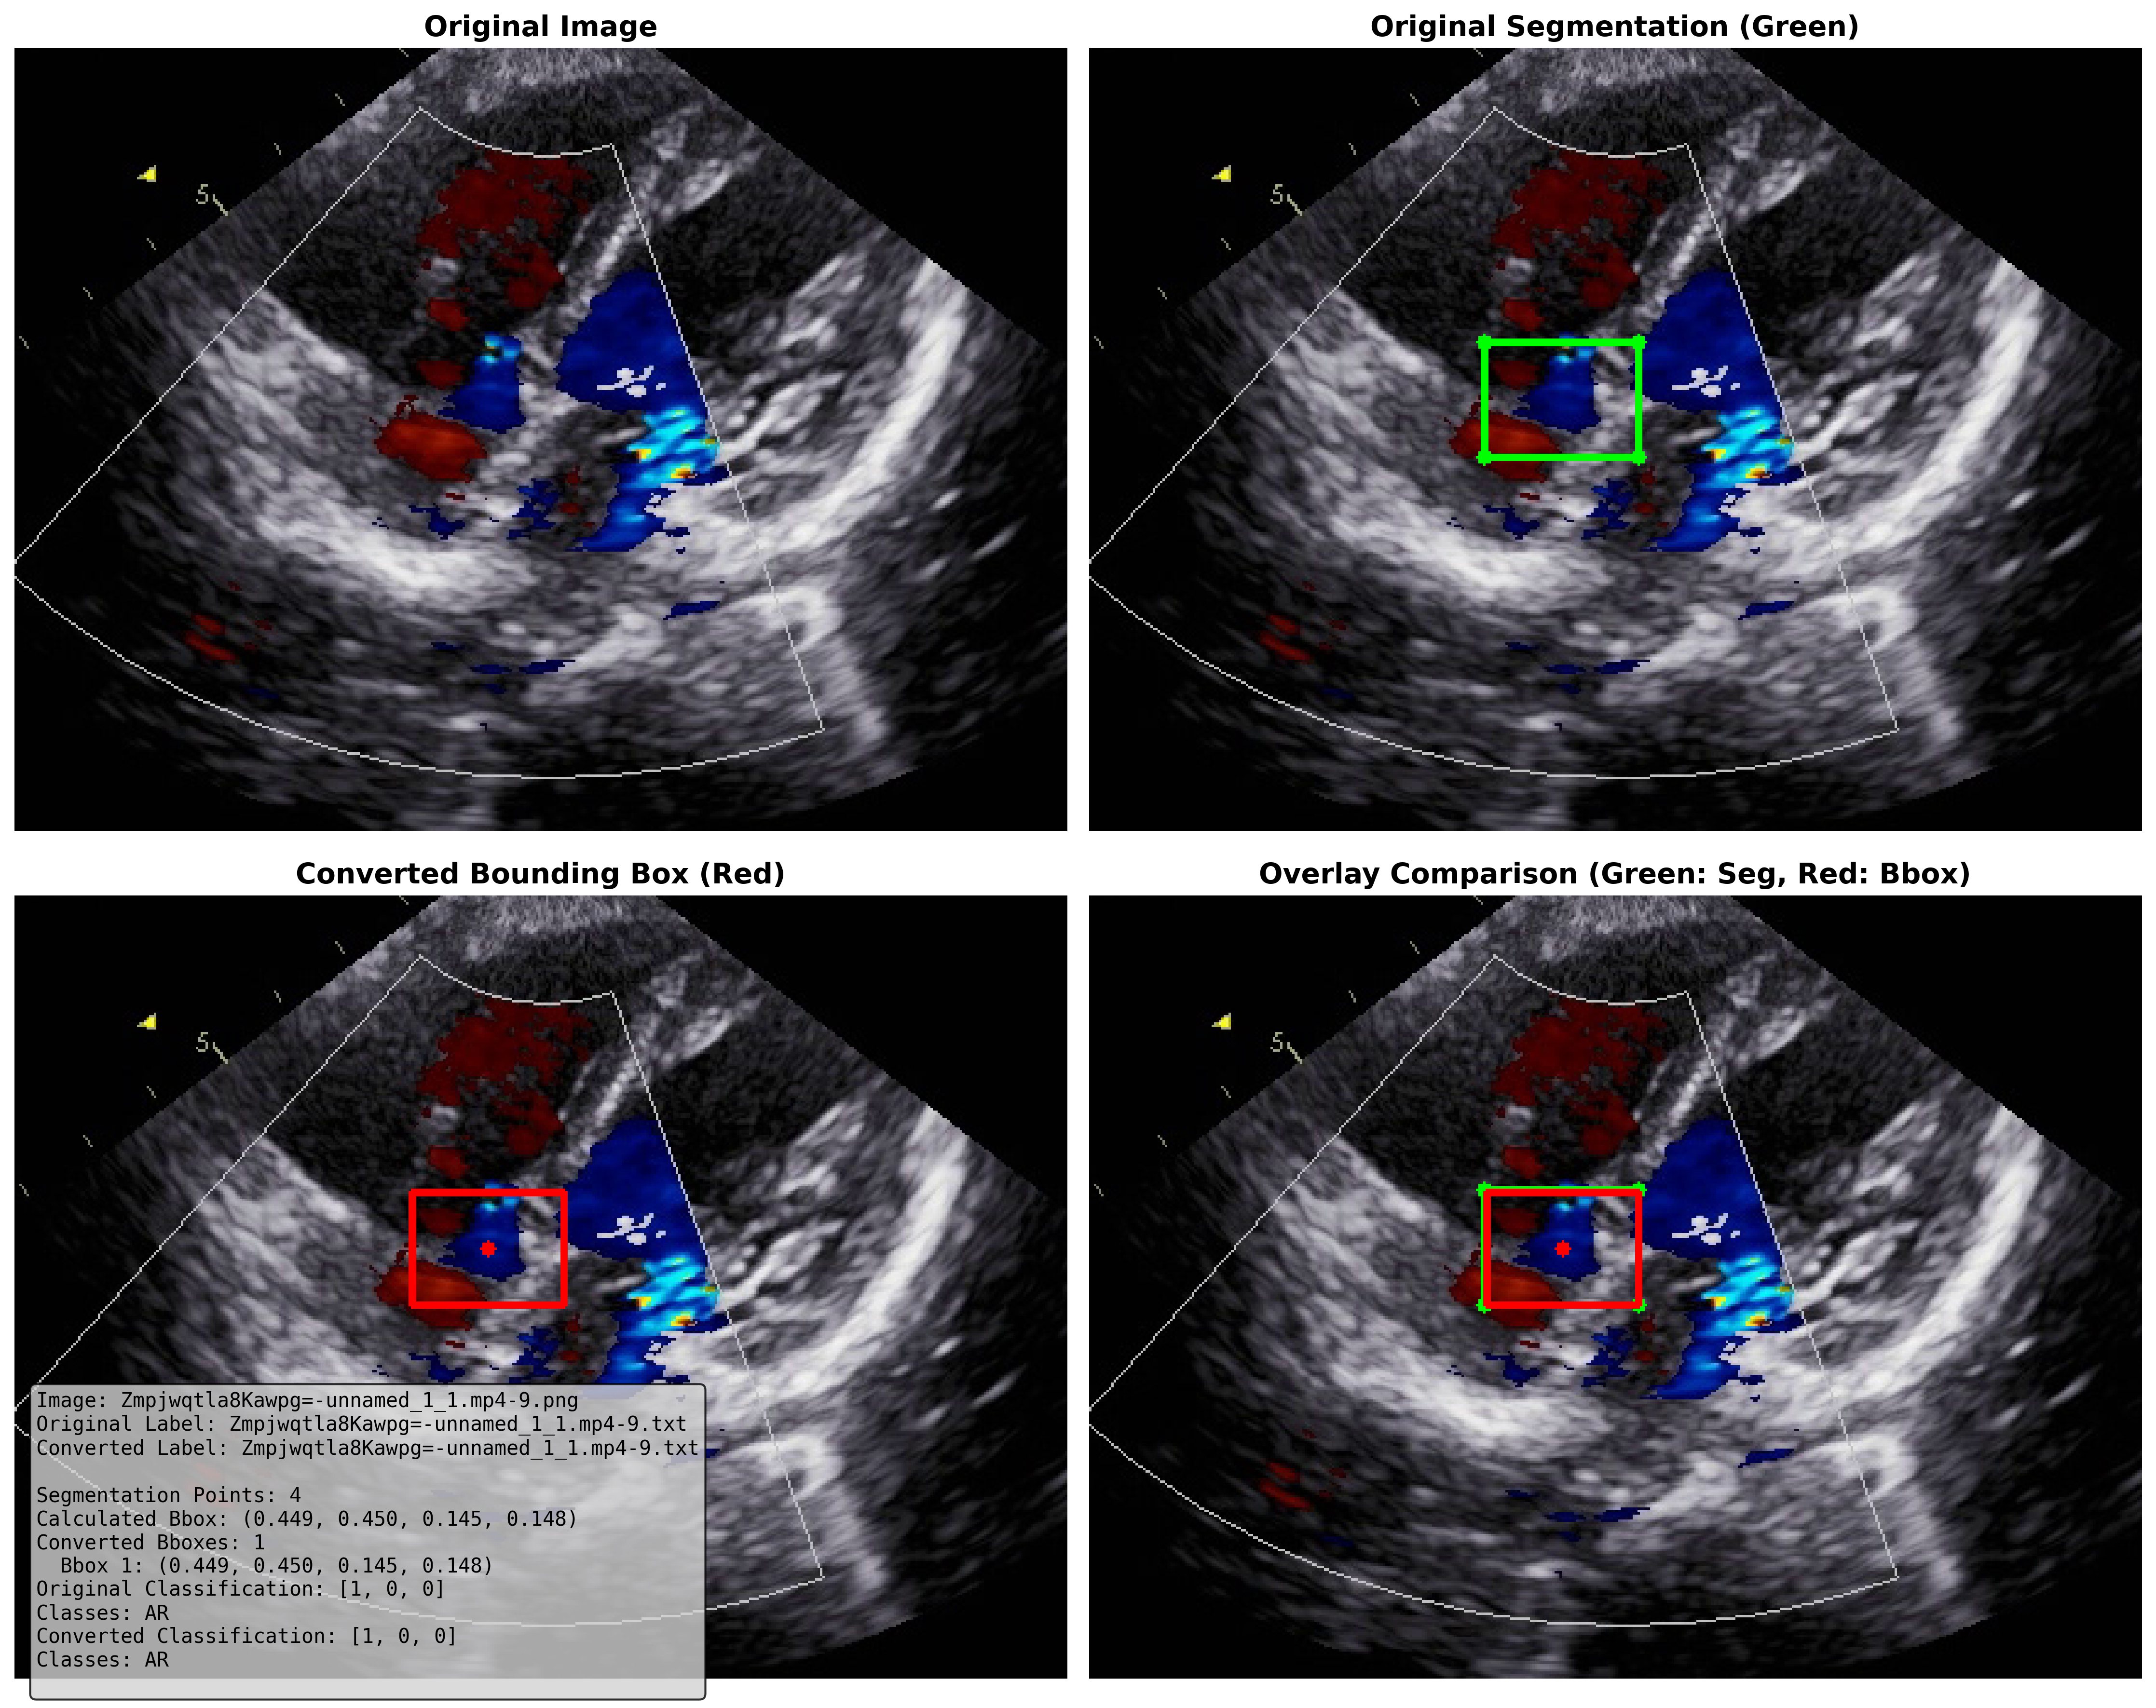 Original Image
Original Segmentation (Green)
5
5
Converted Bounding Box (Red)
Overlay Comparison (Green: Seg, Red: Bbox)
5
5
Image: Zmpjwqtla8Kawpg=-unnamed_1_1.mp4-9.png
Original Label: Zmpjwqtla8Kawpg=-unnamed_1_1.mp4-9.txt
Converted Label: Zmpjwqtla8Kawpg=-unnamed_1_1.mp4-9.txt
Segmentation Points: 4
Calculated Bbox: (0.449, 0.450, 0.145, 0.148)
Converted Bboxes: 1
Bbox 1: (0.449, 0.450, 0.145, 0.148)
Original Classification: [1, 0, 0]
Classes: AR
Converted Classification: [1, 0, 0]
Classes: AR